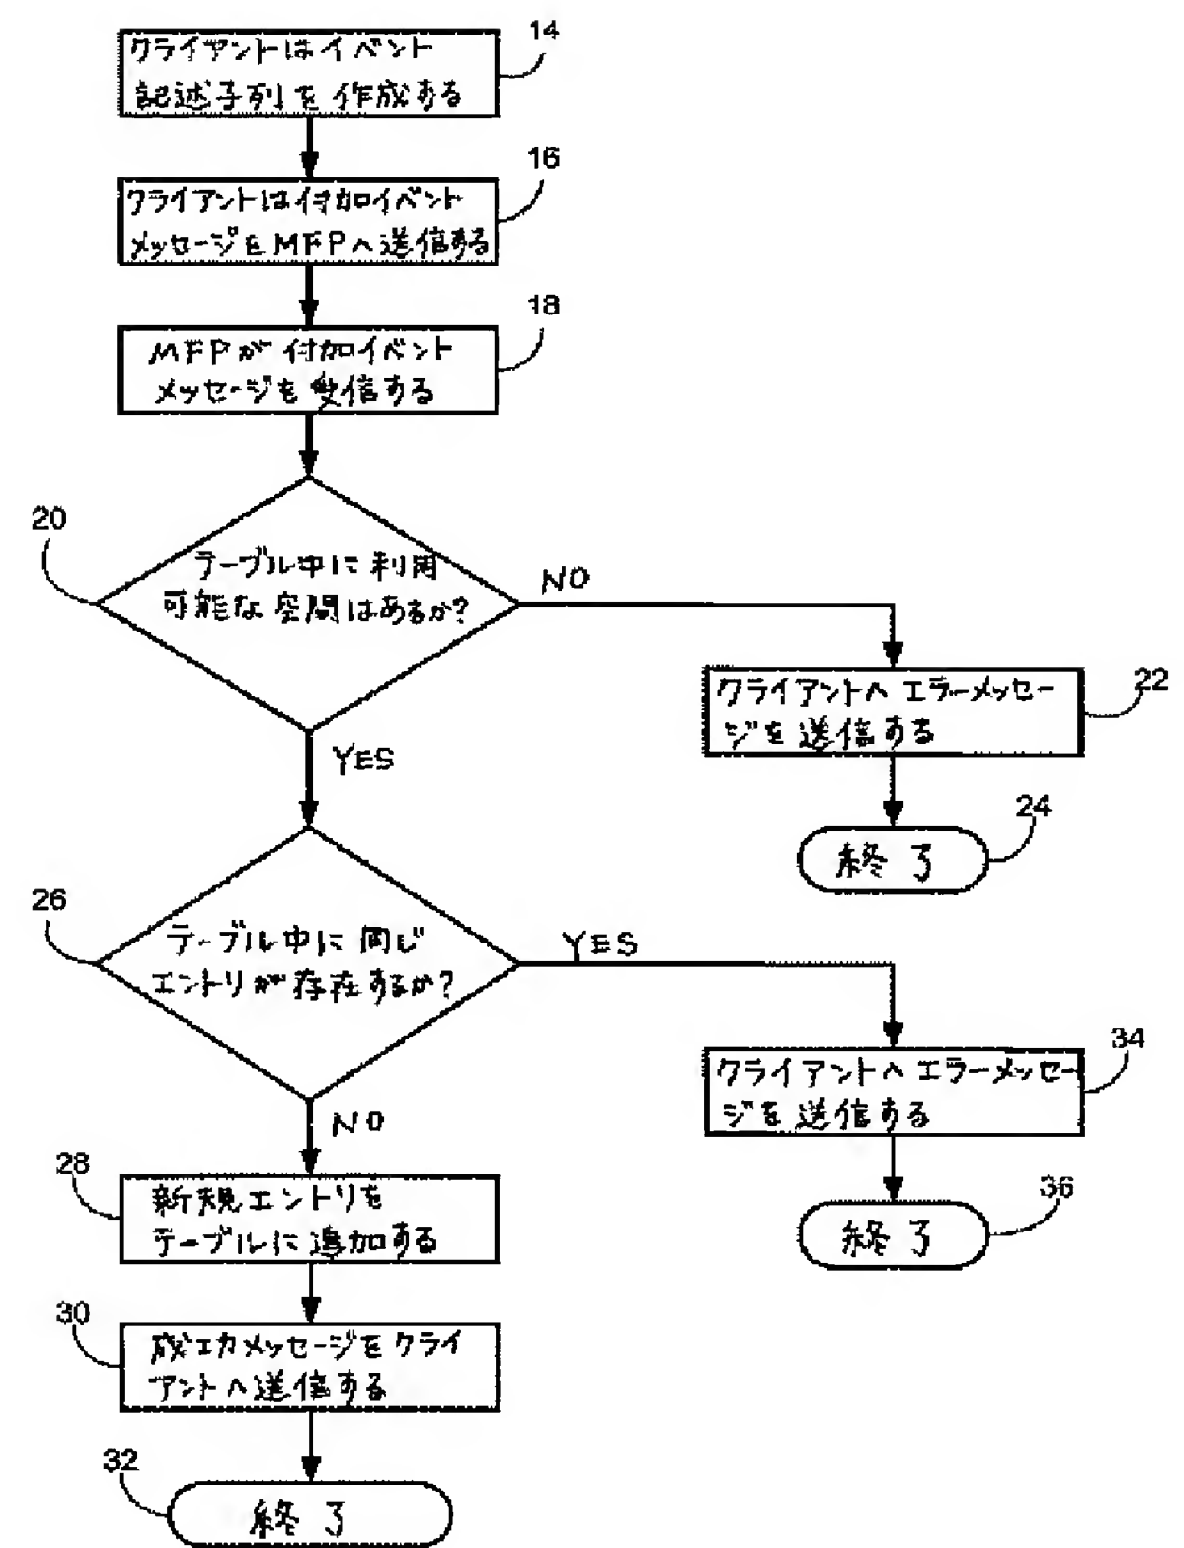 14
クライアントはイベント
記述子列を作成する
16
クライアントは付加イベント
メッセージをMFPへ送信する
18
MFPが付加イベント
メッセージを受信する
20
テーブル中に利用
可能な空間はあるか?
NO
22
クライアントへエラーメッセー
ジを送信する
YES
24
終了
26
テーブル中に同じ
エントリが存在するか?
YES
34
クライアントへエラーメッセー
ジを送信する
NO
28
新規エントリを
テーブルに追加する
36
終了
30
成功メッセージをクライ
アントへ送信する
32
終了